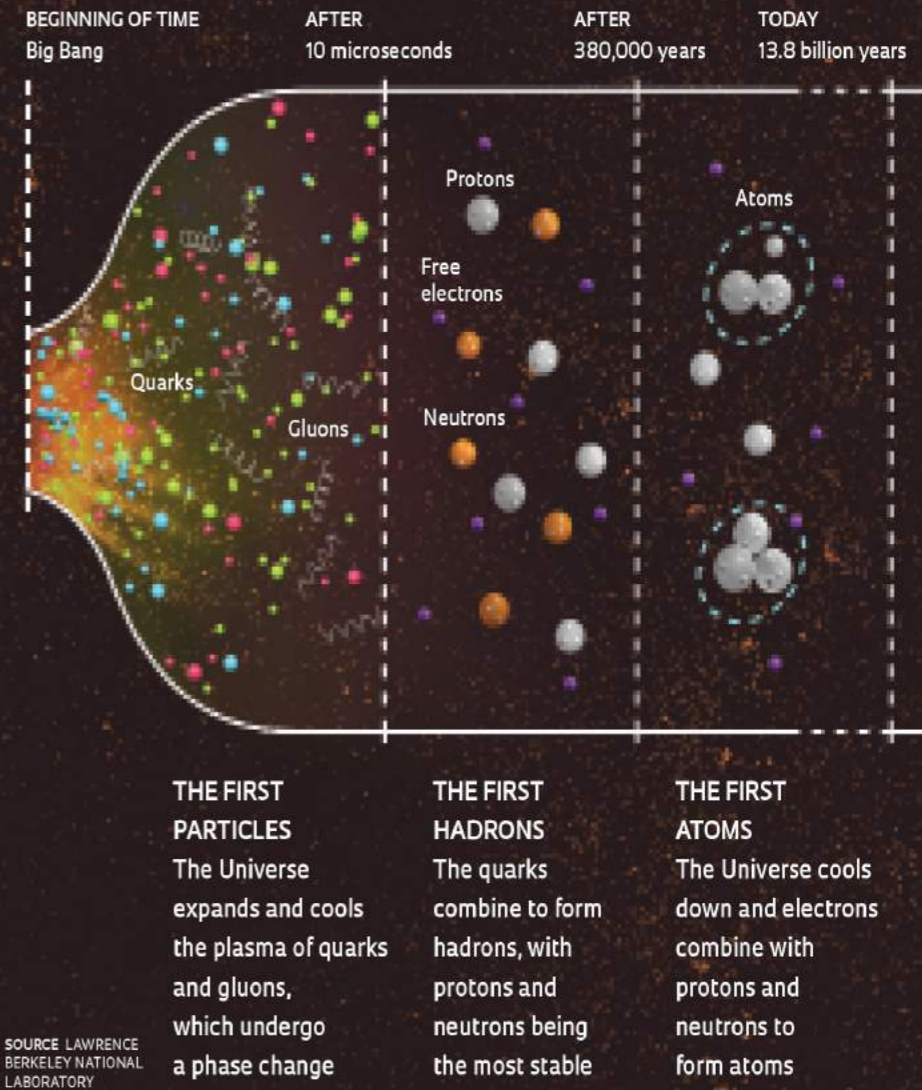 BEGINNING OF TIME
Big Bang
AFTER
10 microseconds
AFTER
380,000 years
TODAY
13.8 billion years
Quarks
Gluons
Protons
Free
electrons
Neutrons
Atoms
THE FIRST
PARTICLES
The Universe
expands and cools
the plasma of quarks
and gluons,
which undergo
a phase change
THE FIRST
HADRONS
The quarks
combine to form
hadrons, with
protons and
neutrons being
the most stable
THE FIRST
ATOMS
The Universe cools
down and electrons
combine with
protons and
neutrons to
form atoms
SOURCE LAWRENCE
BERKELEY NATIONAL
LABORATORY